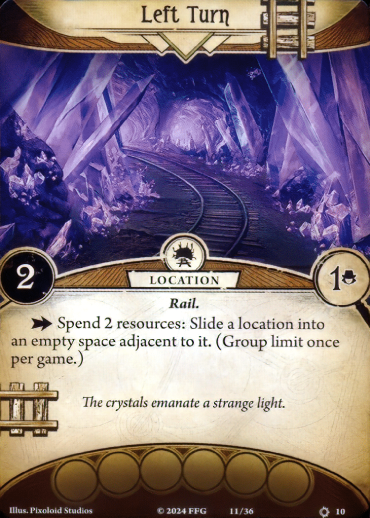 Left Turn
2
LOCATION
1
Rail.
Spend 2 resources: Slide a location into
an empty space adjacent to it. (Group limit once
per game.)
The crystals emanate a strange light.
Illus. Pixoloid Studios © 2024 FFG 11/36 10